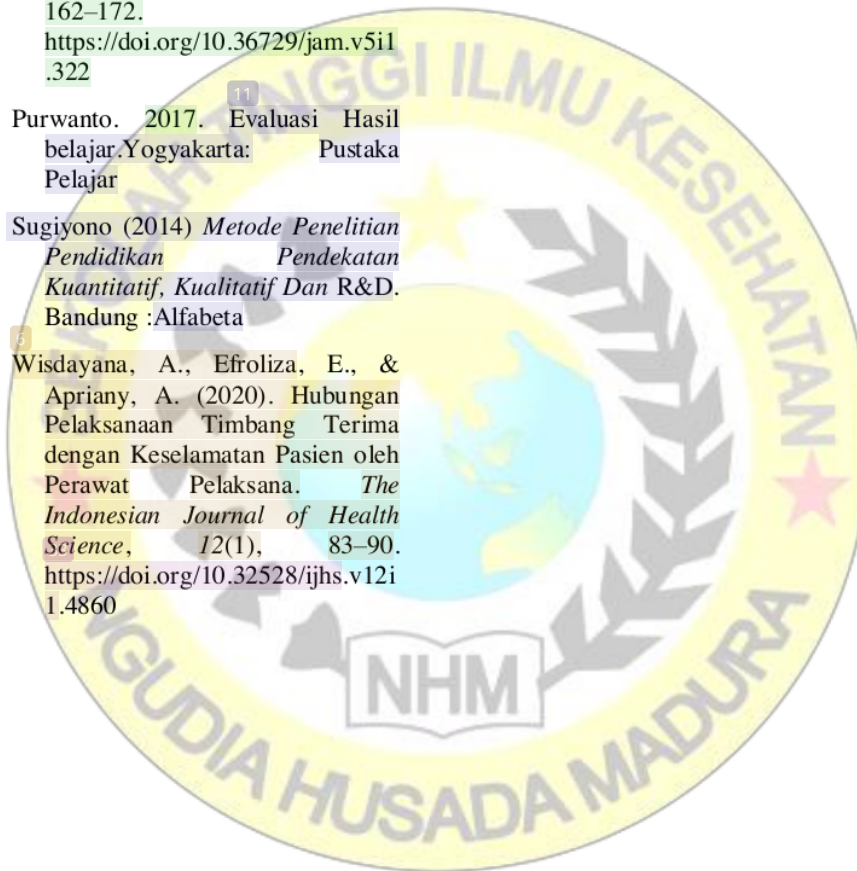 162–172.
https://doi.org/10.36729/jam.v5i1
.322
11
Purwanto. 2017. Evaluasi Hasil
belajar.Yogyakarta: Pustaka
Pelajar
Sugiyono (2014) Metode Penelitian
Pendidikan Pendekatan
Kuantitatif, Kualitatif Dan R&D.
Bandung :Alfabeta
6
Wisdayana, A., Efroliza, E., &
Apriany, A. (2020). Hubungan
Pelaksanaan Timbang Terima
dengan Keselamatan Pasien oleh
Perawat Pelaksana. The
Indonesian Journal of Health
Science, 12(1), 83–90.
https://doi.org/10.32528/ijhs.v12i
1.4860
TINGGI ILMU KESEHATAN
NHM
NGUDIA HUSADA MADURA